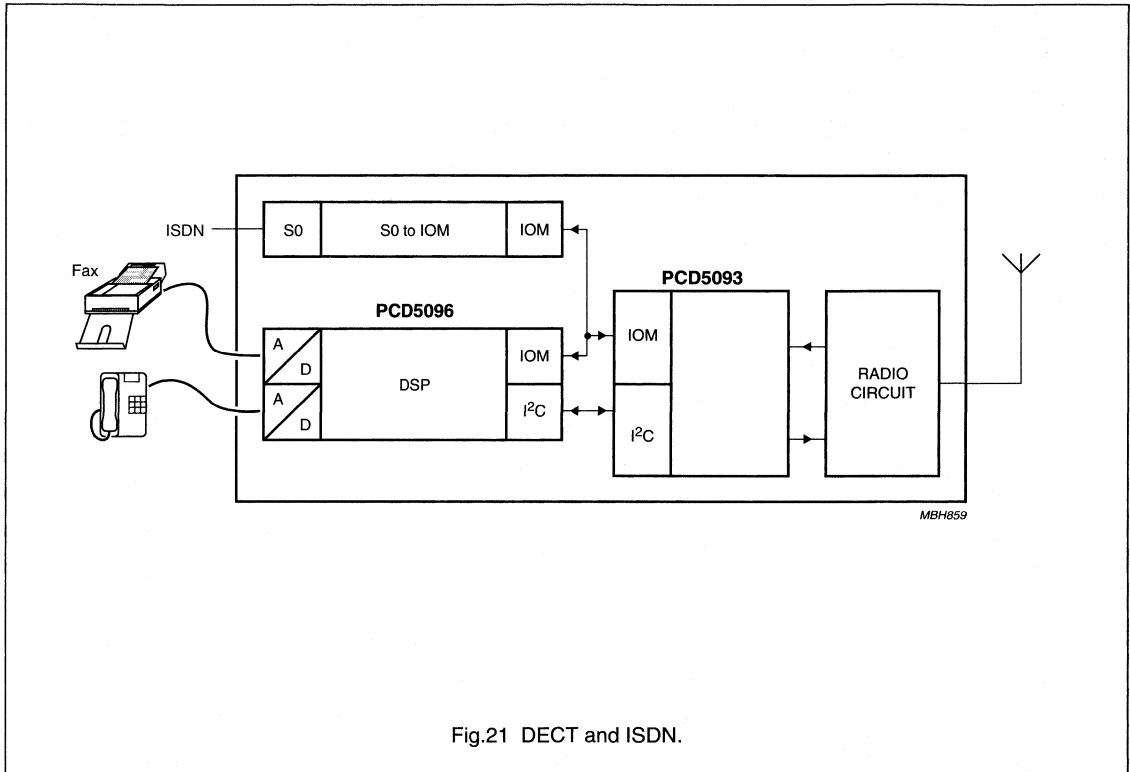 ISDN
S0
S0 to IOM
IOM
Fax
PCD5096
A
D
A
D
DSP
IOM
I²C
PCD5093
IOM
I²C
RADIO
CIRCUIT
MBH859
Fig.21 DECT and ISDN.